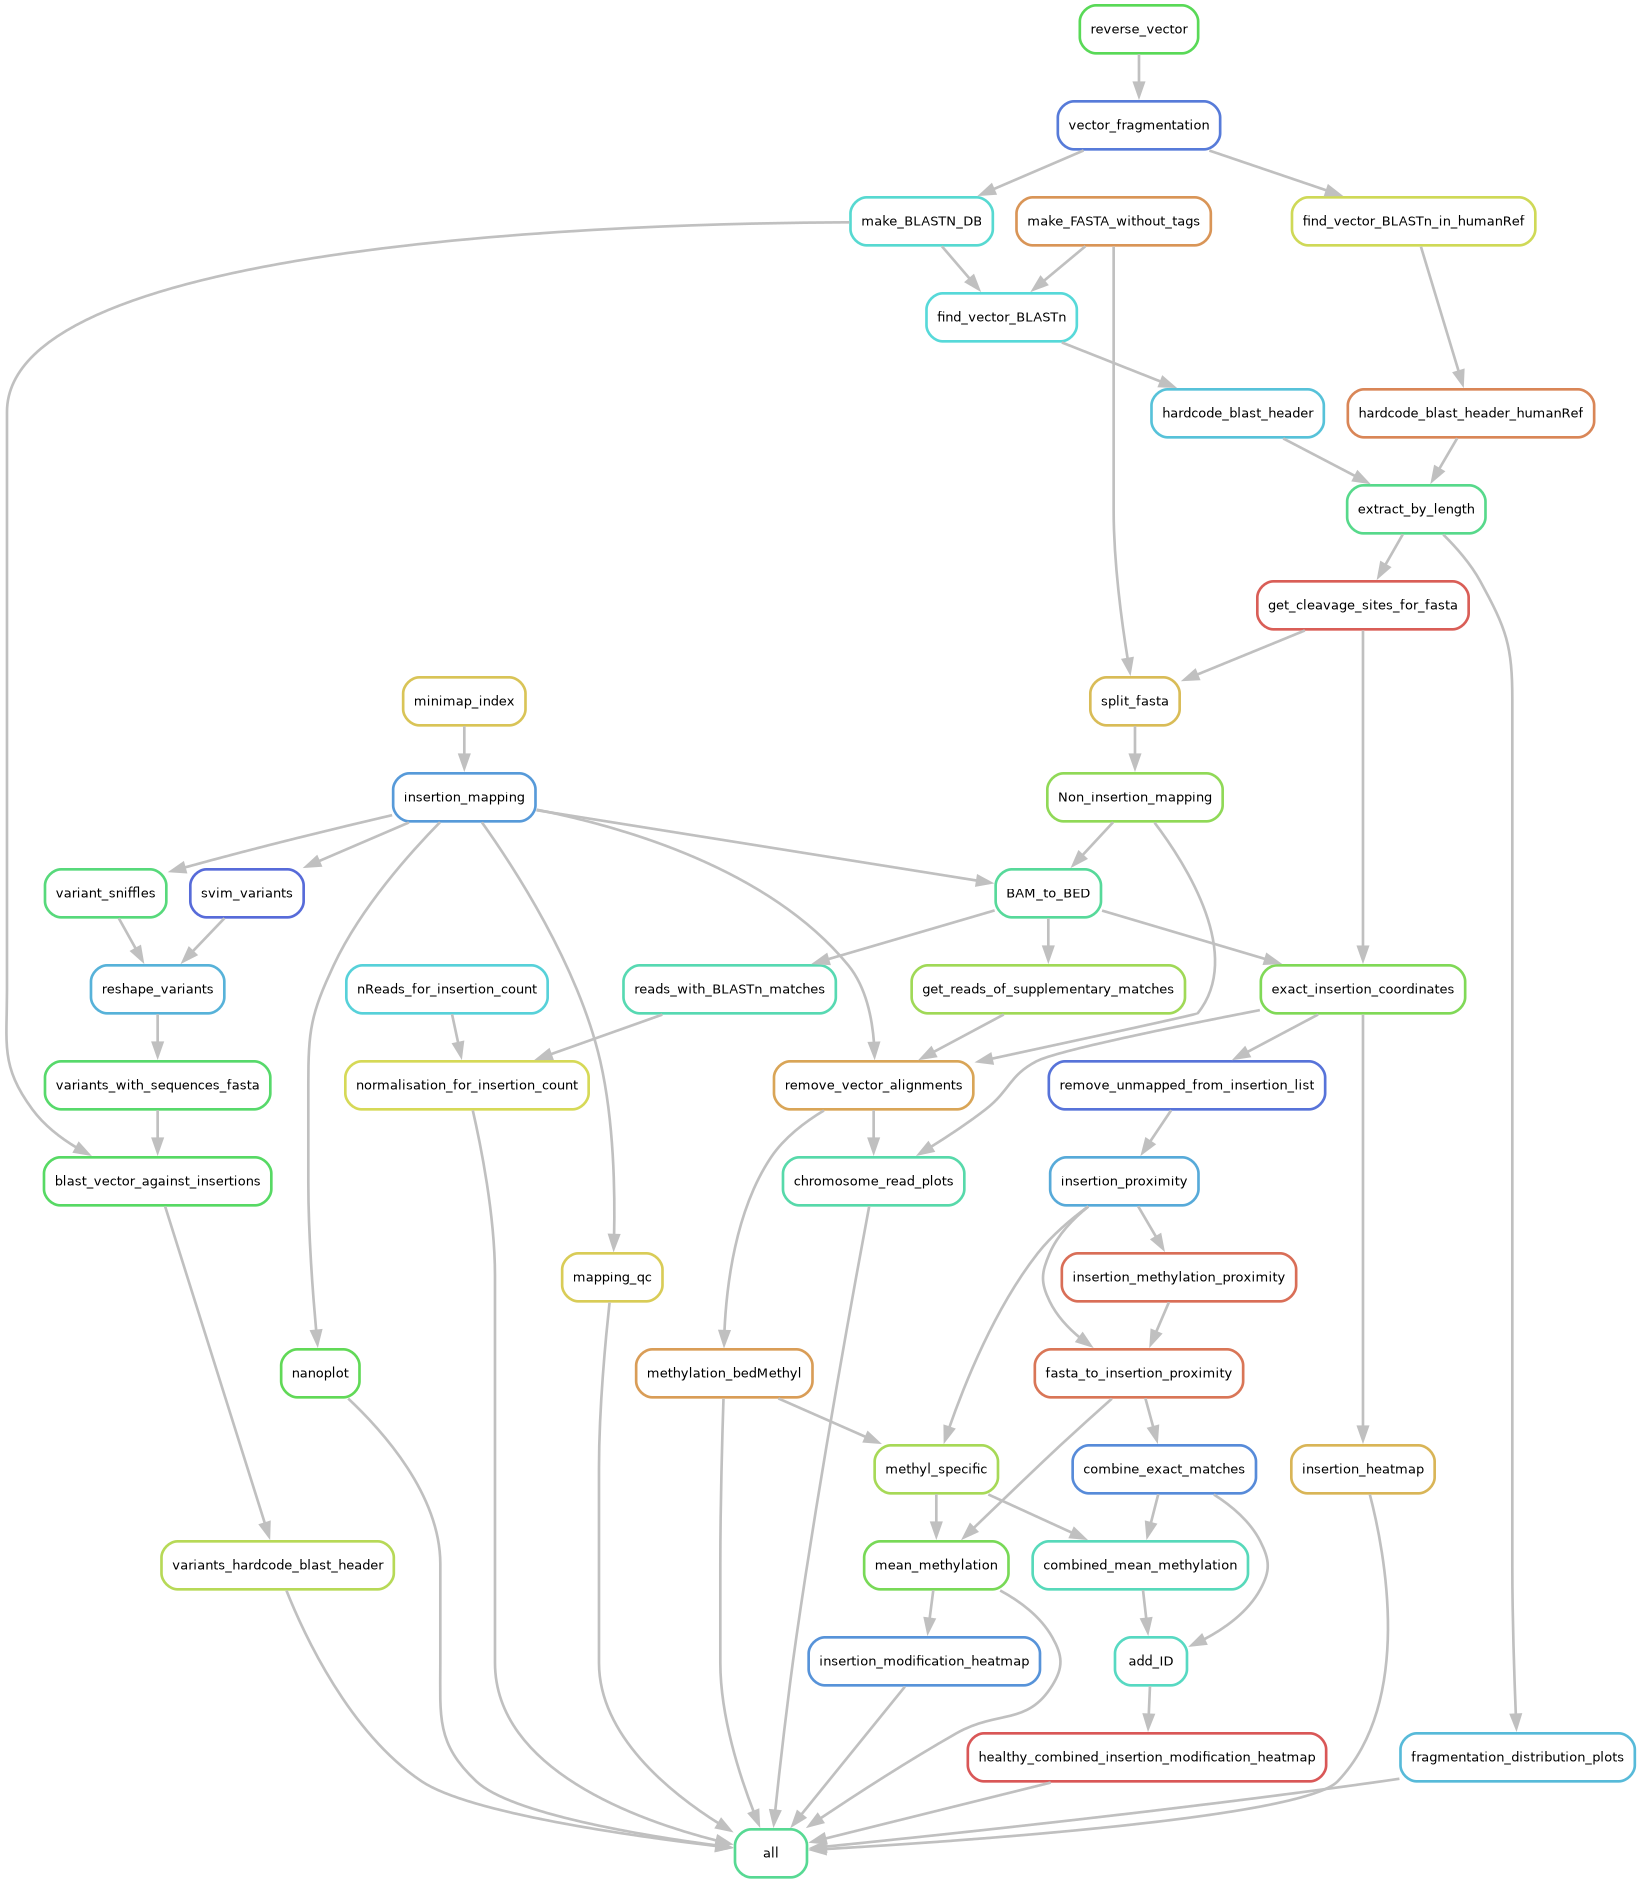 reverse_vector
vector_fragmentation
make_BLASTN_DB
make_FASTA_without_tags
find_vector_BLASTn_in_humanRef
find_vector_BLASTn
hardcode_blast_header
hardcode_blast_header_humanRef
extract_by_length
get_cleavage_sites_for_fasta
minimap_index
split_fasta
insertion_mapping
Non_insertion_mapping
variant_sniffles
svim_variants
BAM_to_BED
reshape_variants
nReads_for_insertion_count
reads_with_BLASTn_matches
get_reads_of_supplementary_matches
exact_insertion_coordinates
variants_with_sequences_fasta
normalisation_for_insertion_count
remove_vector_alignments
remove_unmapped_from_insertion_list
blast_vector_against_insertions
chromosome_read_plots
insertion_proximity
mapping_qc
insertion_methylation_proximity
nanoplot
methylation_bedMethyl
fasta_to_insertion_proximity
methyl_specific
combine_exact_matches
insertion_heatmap
variants_hardcode_blast_header
mean_methylation
combined_mean_methylation
insertion_modification_heatmap
add_ID
healthy_combined_insertion_modification_heatmap
fragmentation_distribution_plots
all